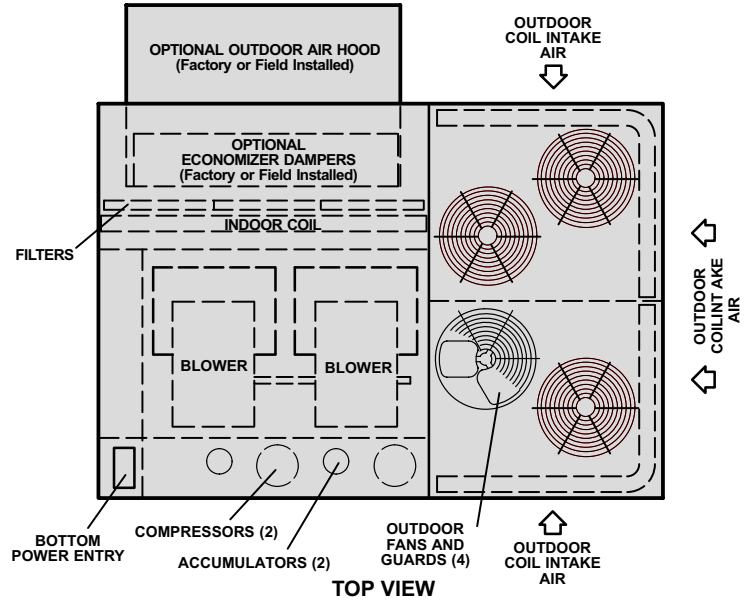 OPTIONAL OUTDOOR AIR HOOD
(Factory or Field Installed)
OUTDOOR
COIL INTAKE
AIR
OPTIONAL
ECONOMIZER DAMPERS
(Factory or Field Installed)
INDOOR COIL
FILTERS
OUTDOOR
COILINT AKE
AIR
BLOWER
BLOWER
BOTTOM
POWER ENTRY
COMPRESSORS (2)
ACCUMULATORS (2)
OUTDOOR
FANS AND
GUARDS (4)
OUTDOOR
COIL INTAKE
AIR
TOP VIEW